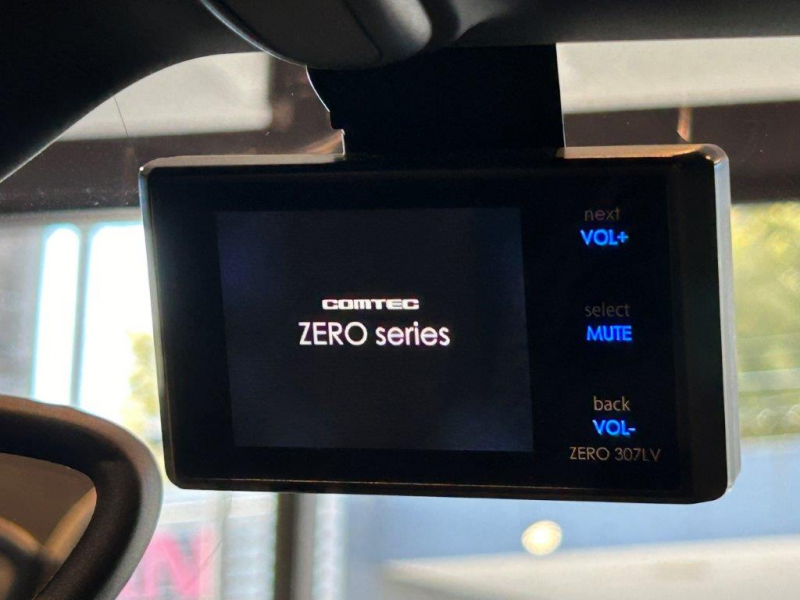 COMTEC
ZERO series
next
VOL+
select
MUTE
back
VOL-
ZERO 307LV